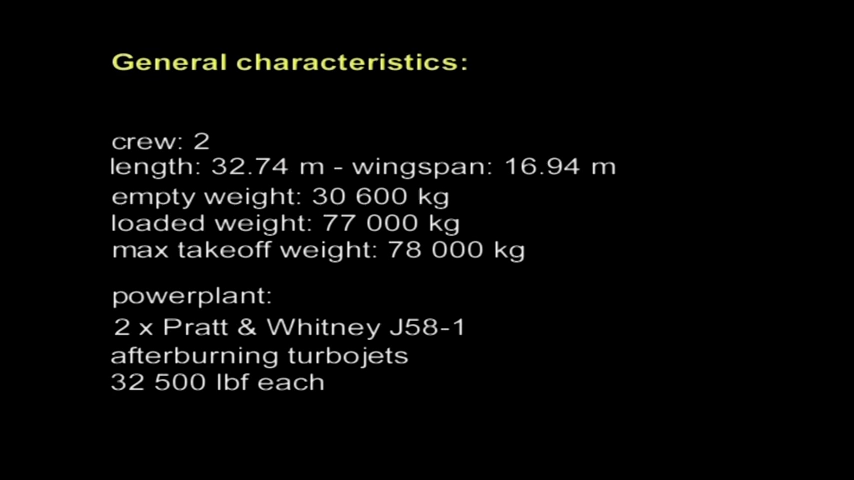 General characteristics:
crew: 2
length: 32.74 m - wingspan: 16.94 m
empty weight: 30 600 kg
loaded weight: 77 000 kg
max takeoff weight: 78 000 kg
powerplant:
2 x Pratt & Whitney J58-1
afterburning turbojets
32 500 lbf each